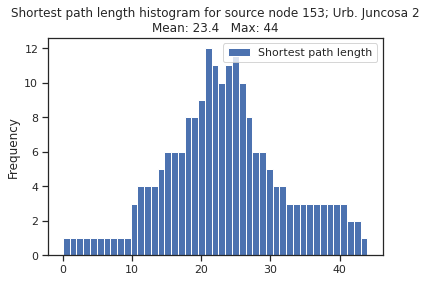 Shortest path length histogram for source node 153; Urb. Juncosa 2
Mean: 23.4   Max: 44
Shortest path length
Frequency
12
10
8
6
4
2
0
0 10 20 30 40